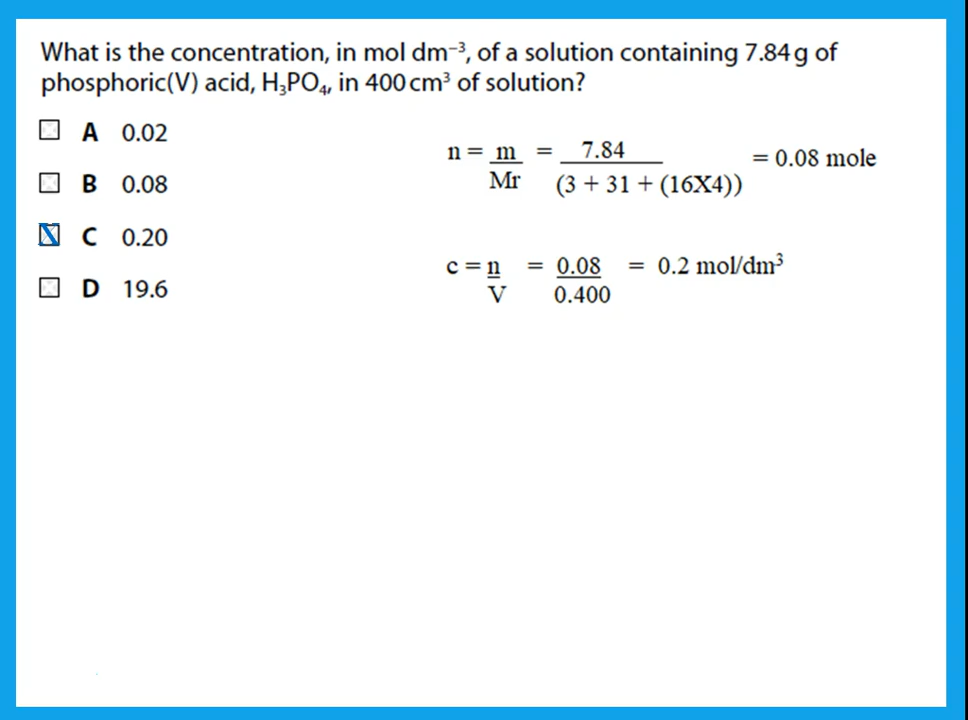 What is the concentration, in mol dm⁻³, of a solution containing 7.84 g of
phosphoric(V) acid, H₃PO₄, in 400 cm³ of solution?
A 0.02
B 0.08
C 0.20
D 19.6
n = m = 7.84 = 0.08 mole
Mr (3 + 31 + (16X4))
c = n = 0.08 = 0.2 mol/dm³
V 0.400